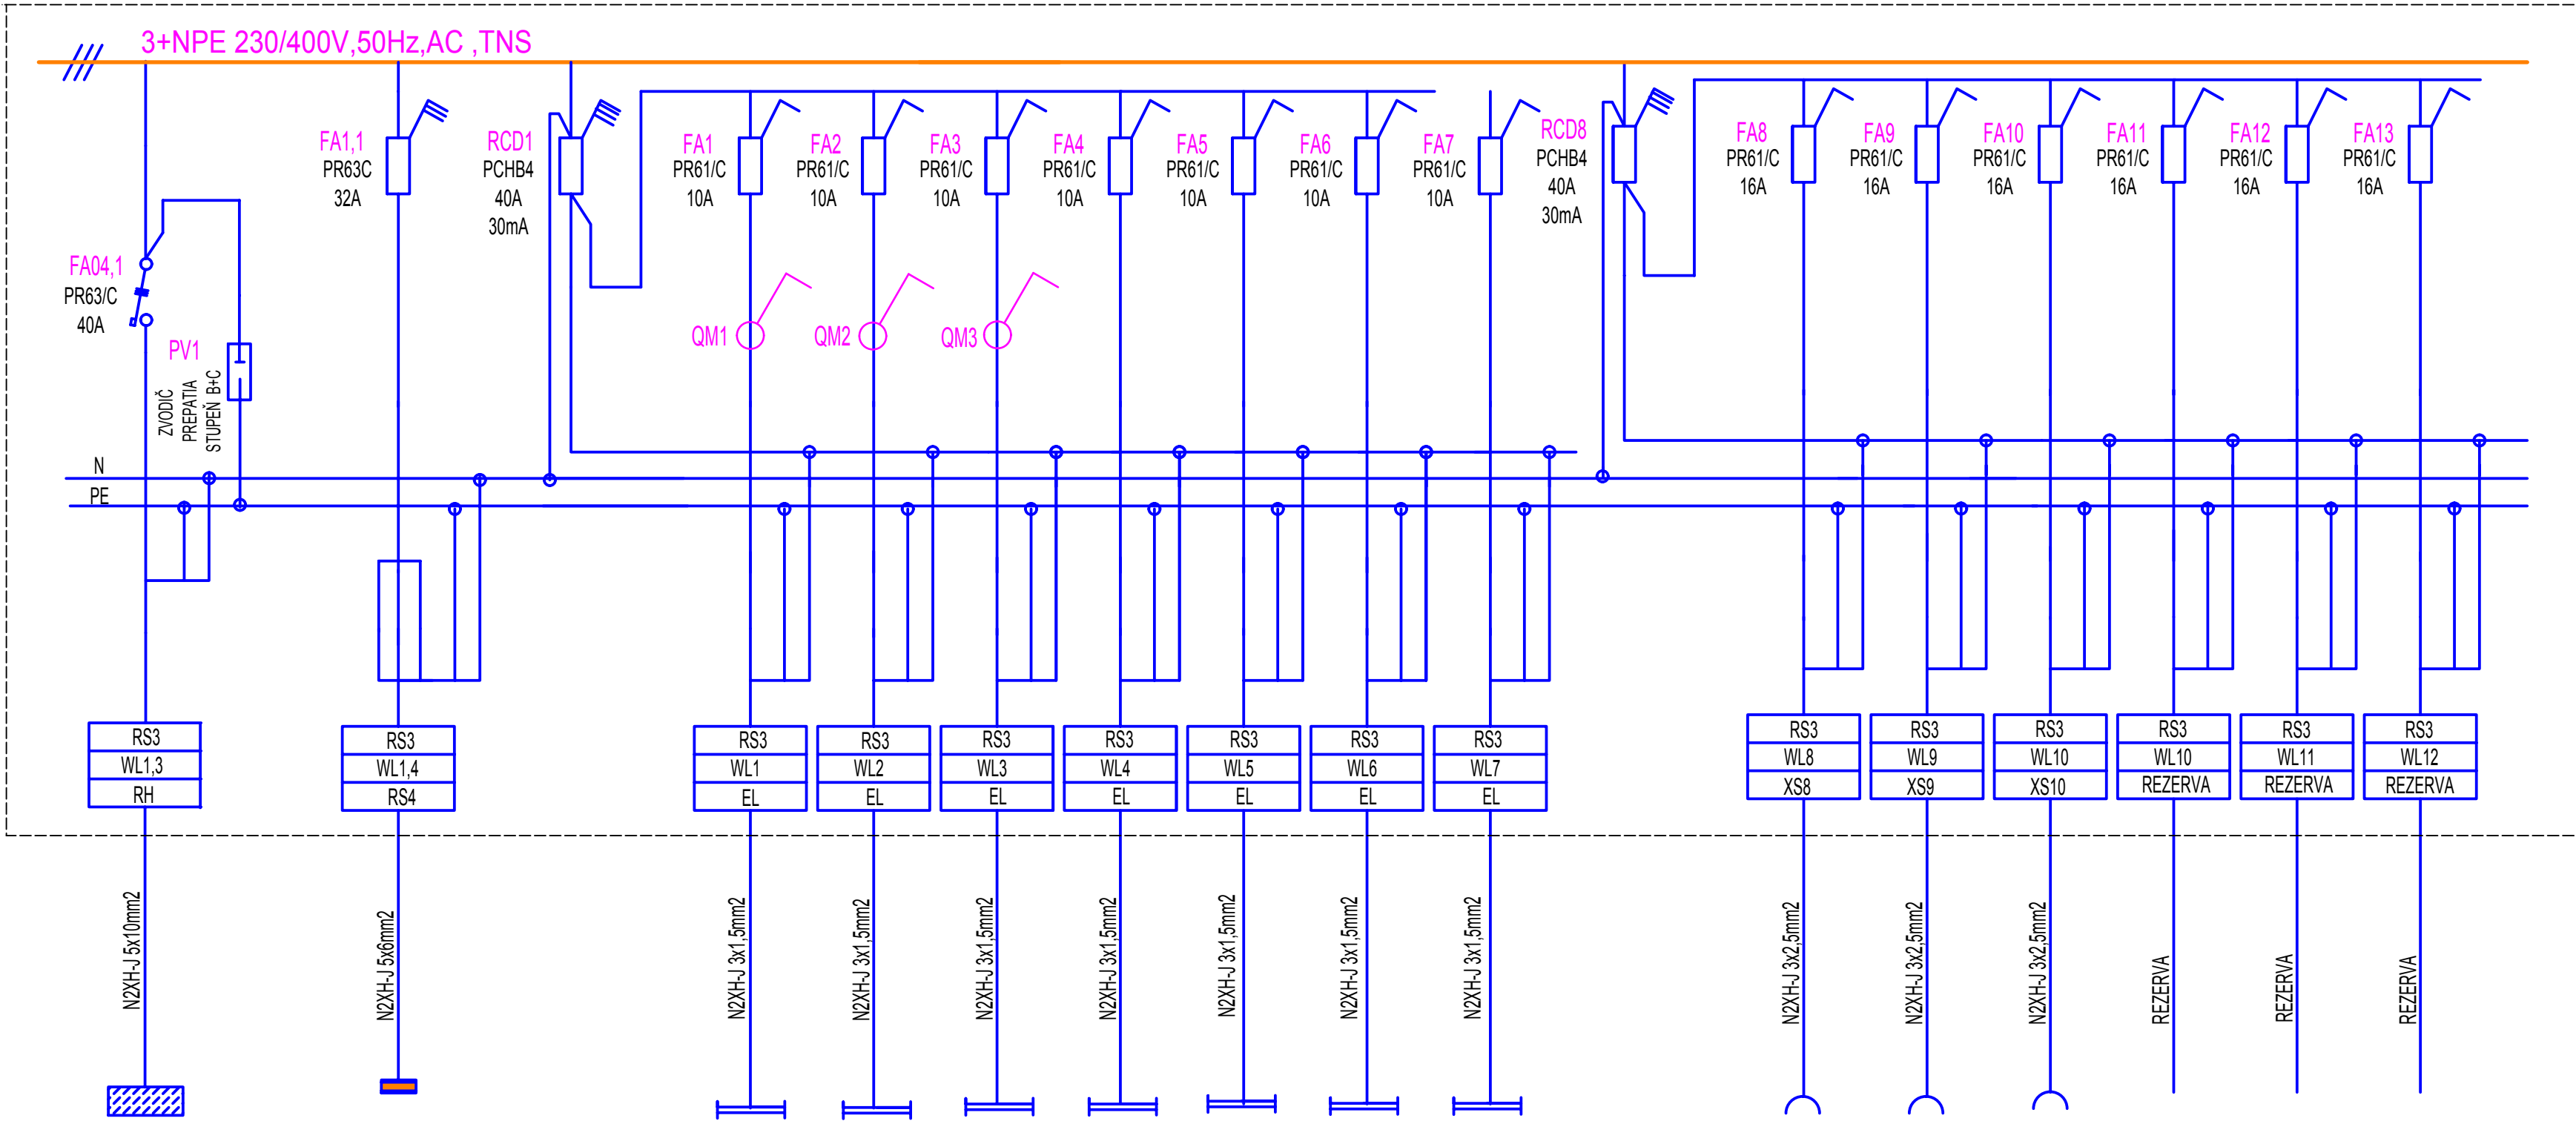 3+NPE 230/400V,50Hz,AC ,TNS
FA04,1
PR63/C
40A
PV1
ZVODIČ
PREPATIA
STUPEŇ B+C
FA1,1
PR63C
32A
RCD1
PCHB4
40A
30mA
FA1
PR61/C
10A
FA2
PR61/C
10A
FA3
PR61/C
10A
FA4
PR61/C
10A
FA5
PR61/C
10A
FA6
PR61/C
10A
FA7
PR61/C
10A
RCD8
PCHB4
40A
30mA
FA8
PR61/C
16A
FA9
PR61/C
16A
FA10
PR61/C
16A
FA11
PR61/C
16A
FA12
PR61/C
16A
FA13
PR61/C
16A
QM1
QM2
QM3
N
PE
RS3
WL1,3
RH
RS3
WL1,4
RS4
RS3
WL1
EL
RS3
WL2
EL
RS3
WL3
EL
RS3
WL4
EL
RS3
WL5
EL
RS3
WL6
EL
RS3
WL7
EL
RS3
WL8
XS8
RS3
WL9
XS9
RS3
WL10
XS10
RS3
WL10
REZERVA
RS3
WL11
REZERVA
RS3
WL12
REZERVA
N2XH-J 5x10mm2
N2XH-J 5x6mm2
N2XH-J 3x1,5mm2
N2XH-J 3x1,5mm2
N2XH-J 3x1,5mm2
N2XH-J 3x1,5mm2
N2XH-J 3x1,5mm2
N2XH-J 3x1,5mm2
N2XH-J 3x1,5mm2
N2XH-J 3x2,5mm2
N2XH-J 3x2,5mm2
N2XH-J 3x2,5mm2
REZERVA
REZERVA
REZERVA